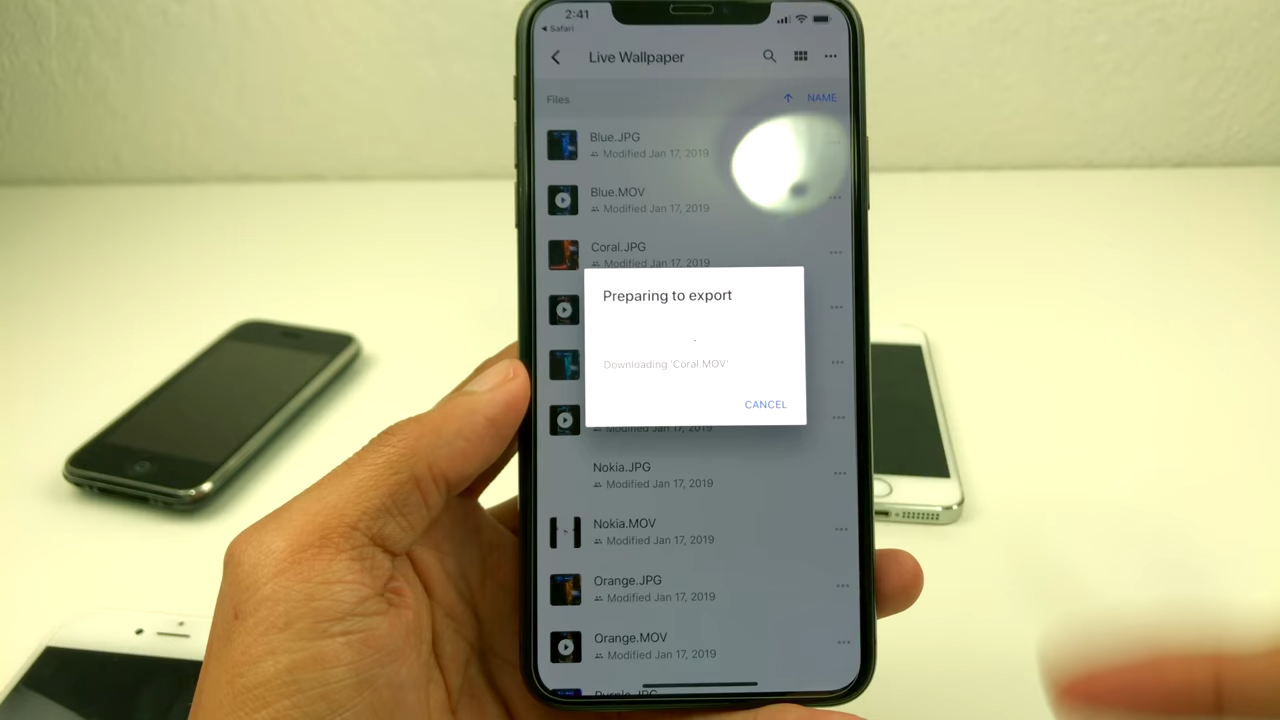 2:41
Safari
Live Wallpaper
Files
NAME
Blue.JPG
Modified Jan 17, 2019
Blue.MOV
Modified Jan 17, 2019
Coral.JPG
Modified Jan 17, 2019
Preparing to export
Downloading 'Coral.MOV'
CANCEL
Modified Jan 17, 2019
Nokia.JPG
Modified Jan 17, 2019
Nokia.MOV
Modified Jan 17, 2019
Orange.JPG
Modified Jan 17, 2019
Orange.MOV
Modified Jan 17, 2019
Purple.JPG